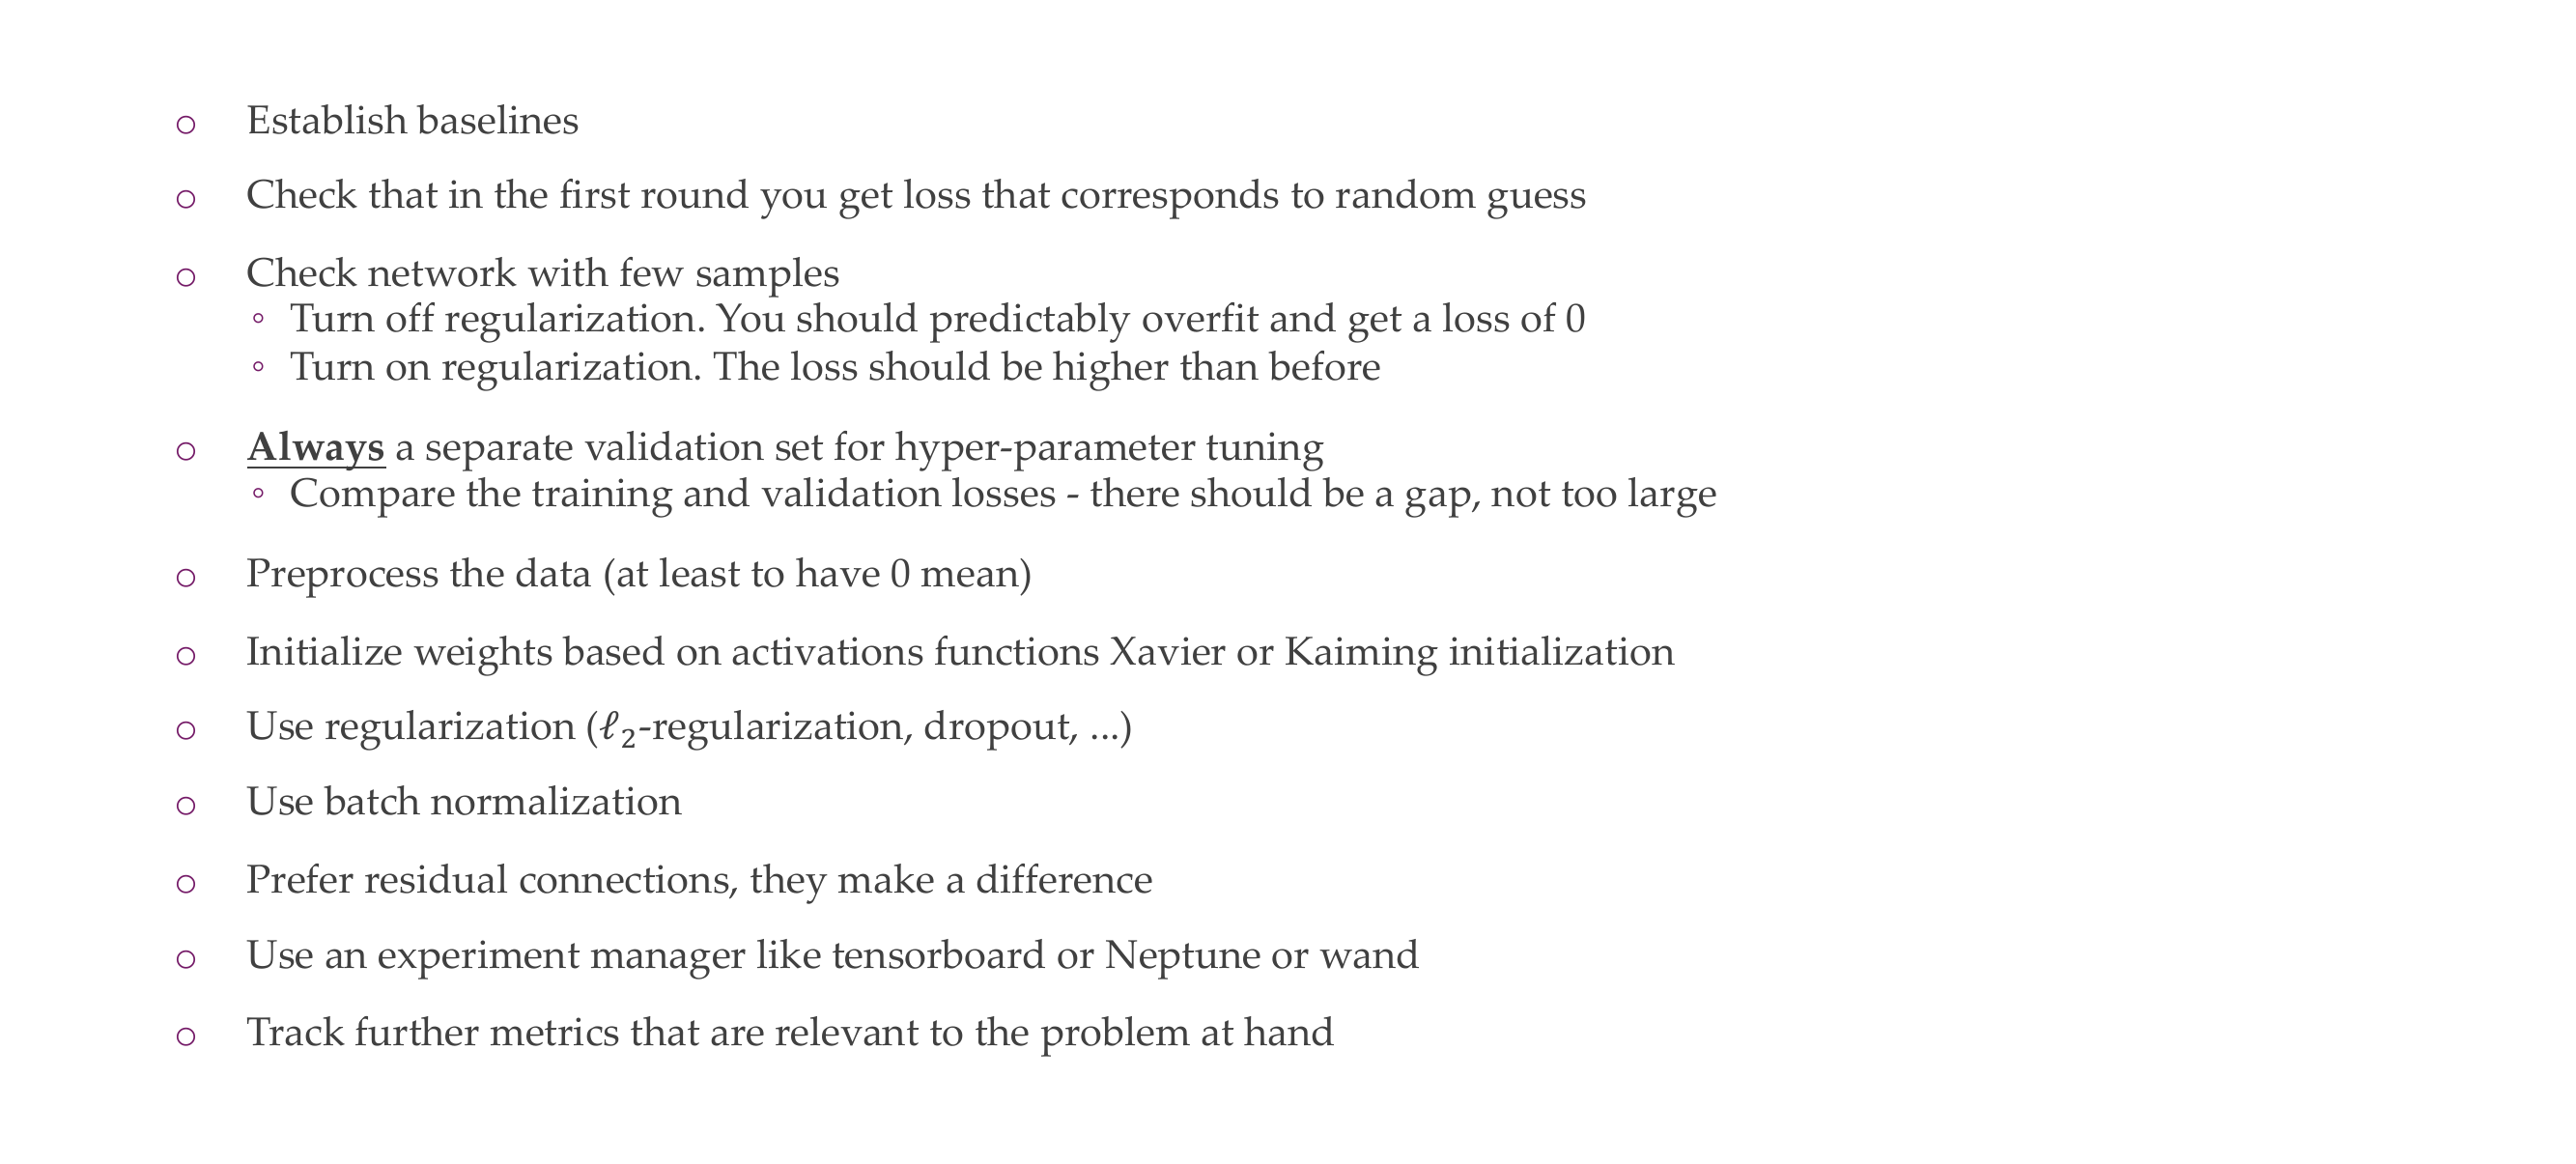 Establish baselines
Check that in the first round you get loss that corresponds to random guess
Check network with few samples
Turn off regularization. You should predictably overfit and get a loss of 0
Turn on regularization. The loss should be higher than before
Always a separate validation set for hyper-parameter tuning
Compare the training and validation losses - there should be a gap, not too large
Preprocess the data (at least to have 0 mean)
Initialize weights based on activations functions Xavier or Kaiming initialization
Use regularization (ℓ₂-regularization, dropout, ...)
Use batch normalization
Prefer residual connections, they make a difference
Use an experiment manager like tensorboard or Neptune or wand
Track further metrics that are relevant to the problem at hand